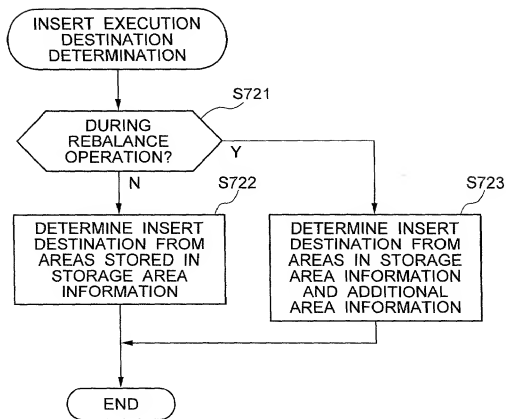 INSERT EXECUTION
DESTINATION
DETERMINATION
S721
DURING
REBALANCE
OPERATION?
Y
N
S722
S723
DETERMINE INSERT
DESTINATION FROM
AREAS STORED IN
STORAGE AREA
INFORMATION
DETERMINE INSERT
DESTINATION FROM
AREAS IN STORAGE
AREA INFORMATION
AND ADDITIONAL
AREA INFORMATION
END